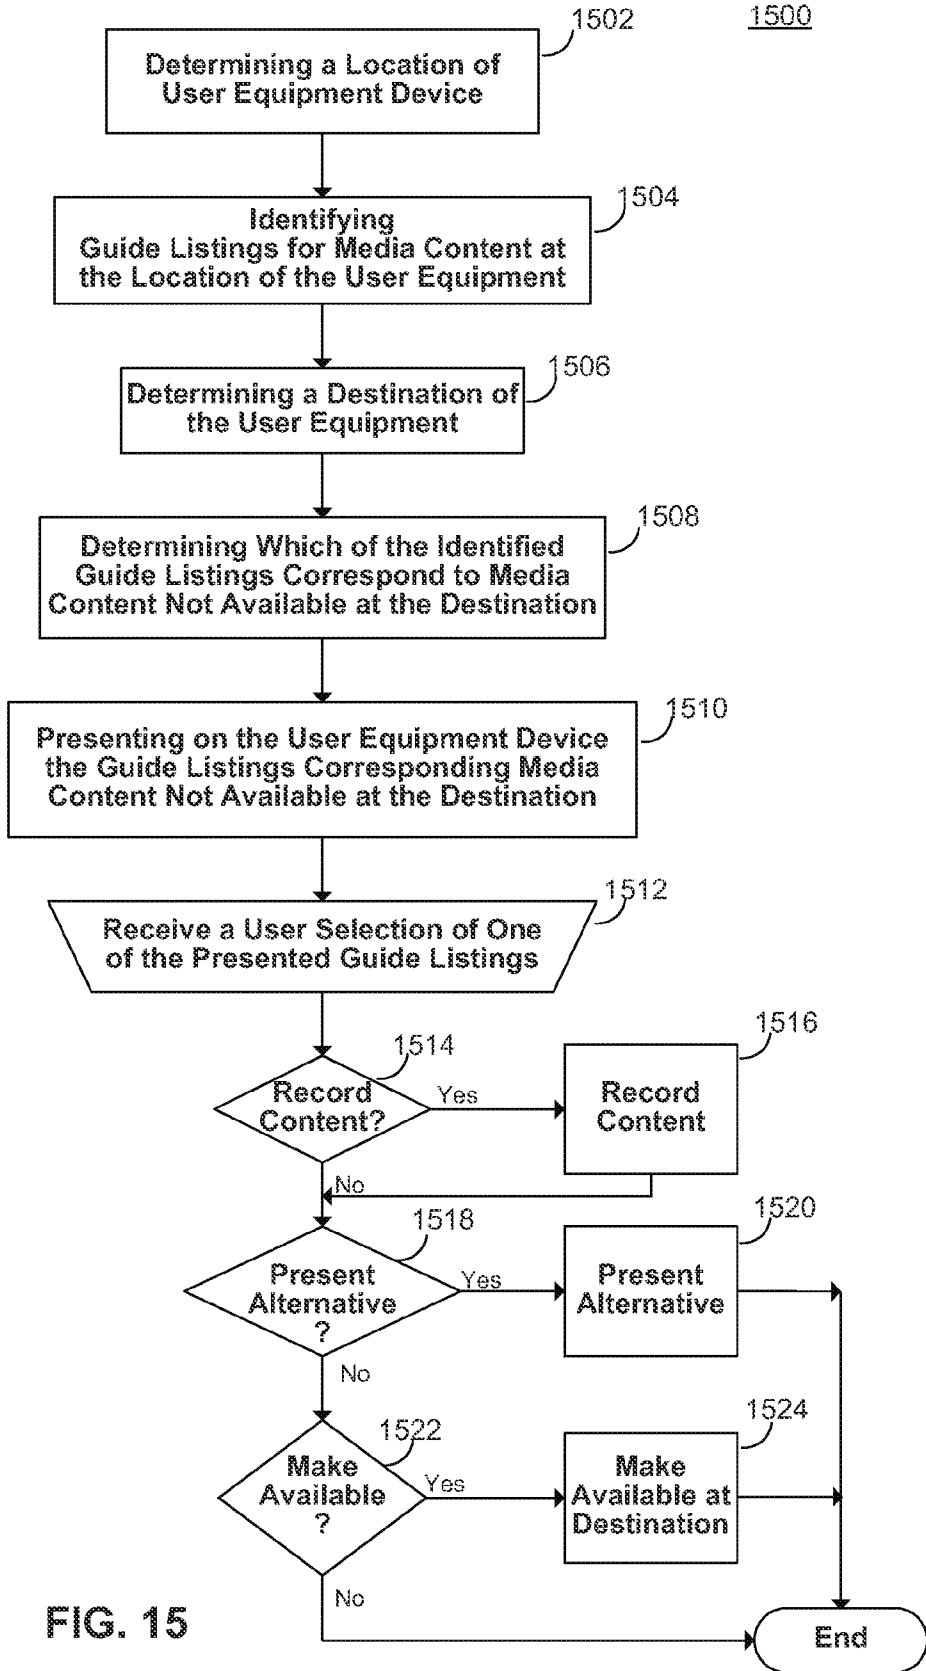 1500
1502
Determining a Location of
User Equipment Device
1504
Identifying
Guide Listings for Media Content at
the Location of the User Equipment
1506
Determining a Destination of
the User Equipment
1508
Determining Which of the Identified
Guide Listings Correspond to Media
Content Not Available at the Destination
1510
Presenting on the User Equipment Device
the Guide Listings Corresponding Media
Content Not Available at the Destination
1512
Receive a User Selection of One
of the Presented Guide Listings
1514
Record
Content?
Yes
1516
Record
Content
No
1518
Present
Alternative
?
Yes
1520
Present
Alternative
No
1522
Make
Available
?
Yes
1524
Make
Available at
Destination
No
End
FIG. 15